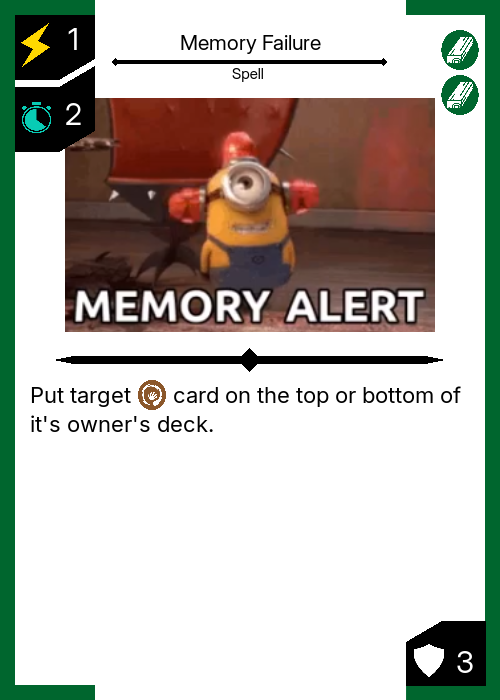 1
Memory Failure
Spell
2
MEMORY ALERT
Put target card on the top or bottom of
it's owner's deck.
3